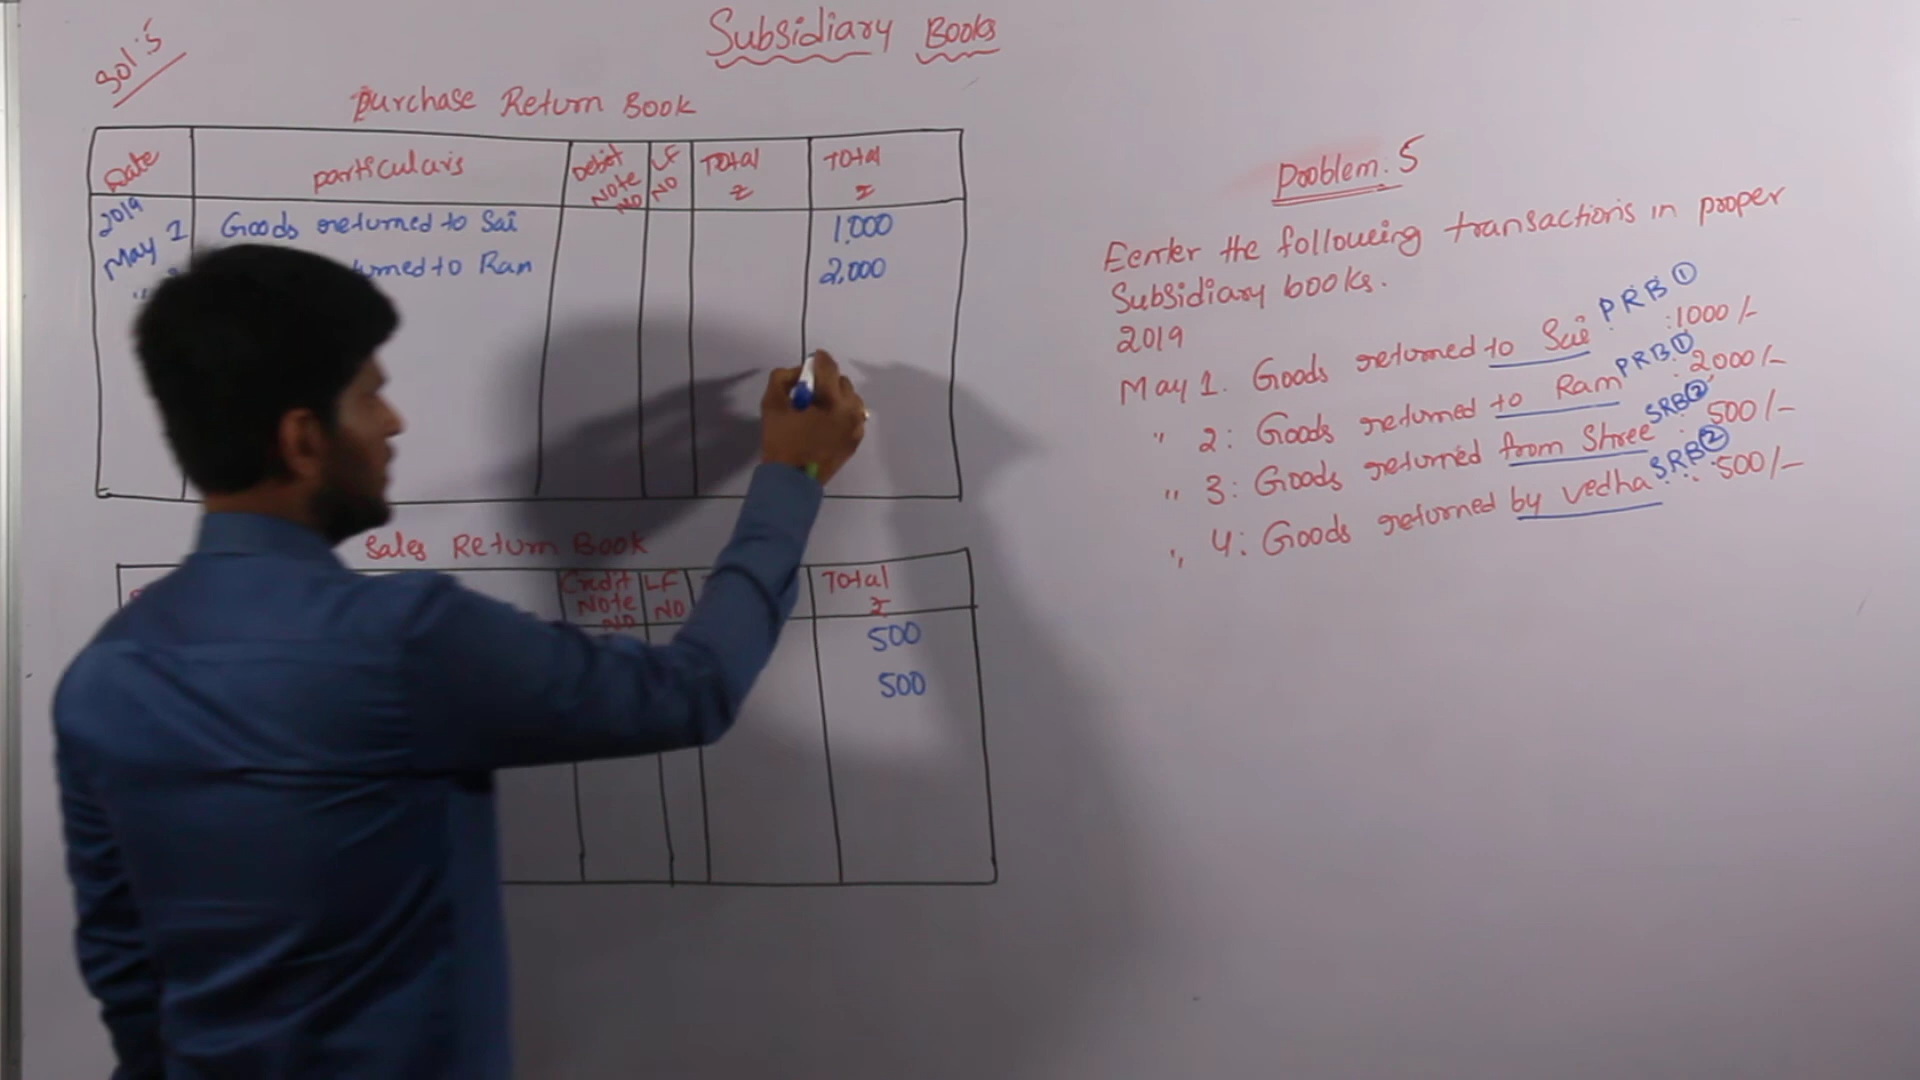 Sol:5
Subsidiary Books
Purchase Return Book
Date particulars Debit Note No LF NO Total ₹ Total ₹
2019
May 1 Goods returned to Sai 1,000
to Ram 2,000
Sales Return Book
Credit Note No LF NO Total ₹
500
500
Problem: 5
Eenter the following transactions in proper
Subsidiary books.
2019
May 1. Goods returned to Sai PRB ① :1000/-
" 2: Goods returned to Ram PRB ① : 2000/-
" 3: Goods returned from Shree SRB ② : 500/-
" 4: Goods returned by vedha SRB ② : 500/-